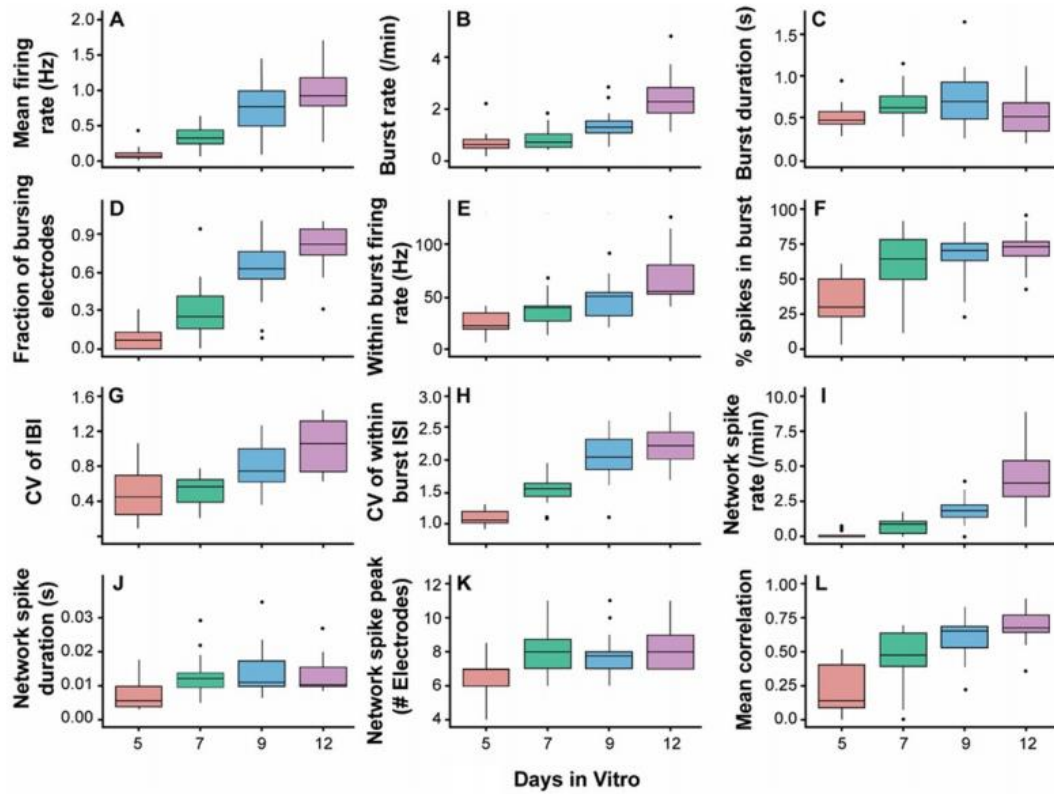 A
Mean firing
rate (Hz)
2.0
1.5
1.0
0.5
0.0
B
Burst rate (/min)
4
2
0
C
Burst duration (s)
1.5
1.0
0.5
0.0
D
Fraction of bursing
electrodes
0.9
0.6
0.3
0.0
E
Within burst firing
rate (Hz)
100
50
0
F
% spikes in burst
100
75
50
25
0
G
CV of IBI
1.6
1.2
0.8
0.4
H
CV of within
burst ISI
3.0
2.5
2.0
1.5
1.0
I
Network spike
rate (/min)
10.0
7.5
5.0
2.5
0.0
J
Network spike
duration (s)
0.03
0.02
0.01
0.00
5 7 9 12
K
Network spike peak
(# Electrodes)
12
10
8
6
4
5 7 9 12
L
Mean correlation
1.00
0.75
0.50
0.25
0.0
5 7 9 12
Days in Vitro